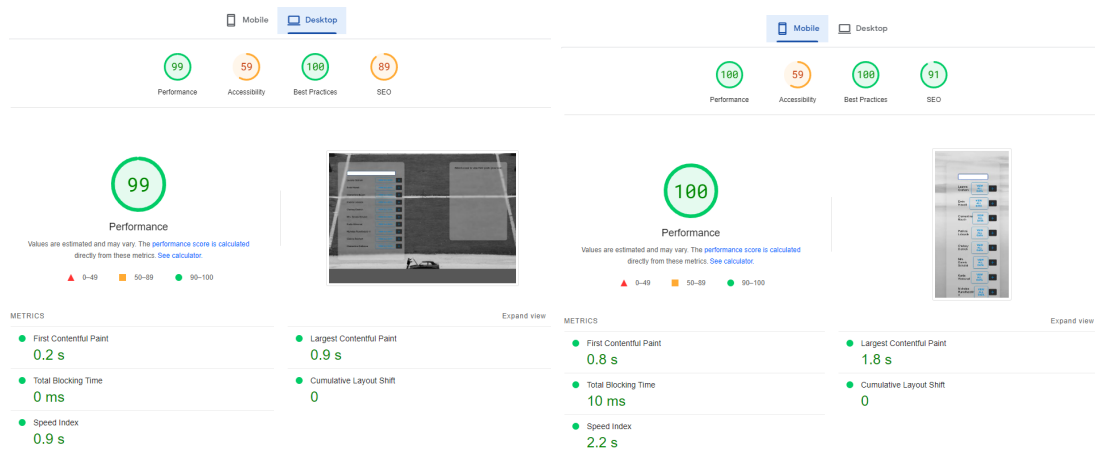 Mobile
Desktop
99
59
100
89
Performance
Accessibility
Best Practices
SEO
99
Performance
Values are estimated and may vary. The performance score is calculated
directly from these metrics. See calculator.
0–49
50–89
90–100
METRICS
Expand view
First Contentful Paint
0.2 s
Largest Contentful Paint
0.9 s
Total Blocking Time
0 ms
Cumulative Layout Shift
0
Speed Index
0.9 s
Mobile
Desktop
100
59
100
91
Performance
Accessibility
Best Practices
SEO
100
Performance
Values are estimated and may vary. The performance score is calculated
directly from these metrics. See calculator.
0–49
50–89
90–100
METRICS
Expand view
First Contentful Paint
0.8 s
Largest Contentful Paint
1.8 s
Total Blocking Time
10 ms
Cumulative Layout Shift
0
Speed Index
2.2 s